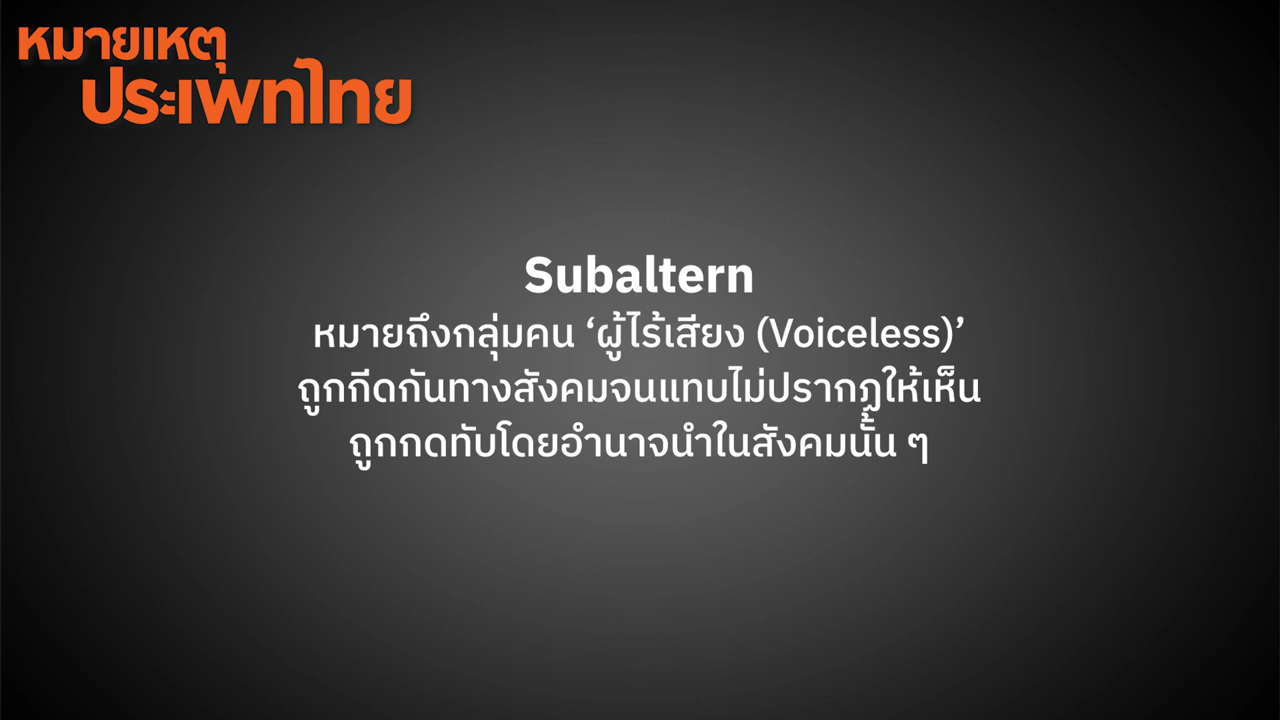 หมายเหตุ
ประเพทไทย
Subaltern
หมายถึงกลุ่มคน ‘ผู้ไร้เสียง (Voiceless)’
ถูกกีดกันทางสังคมจนแทบไม่ปรากฏให้เห็น
ถูกกดทับโดยอำนาจนำในสังคมนั้น ๆ